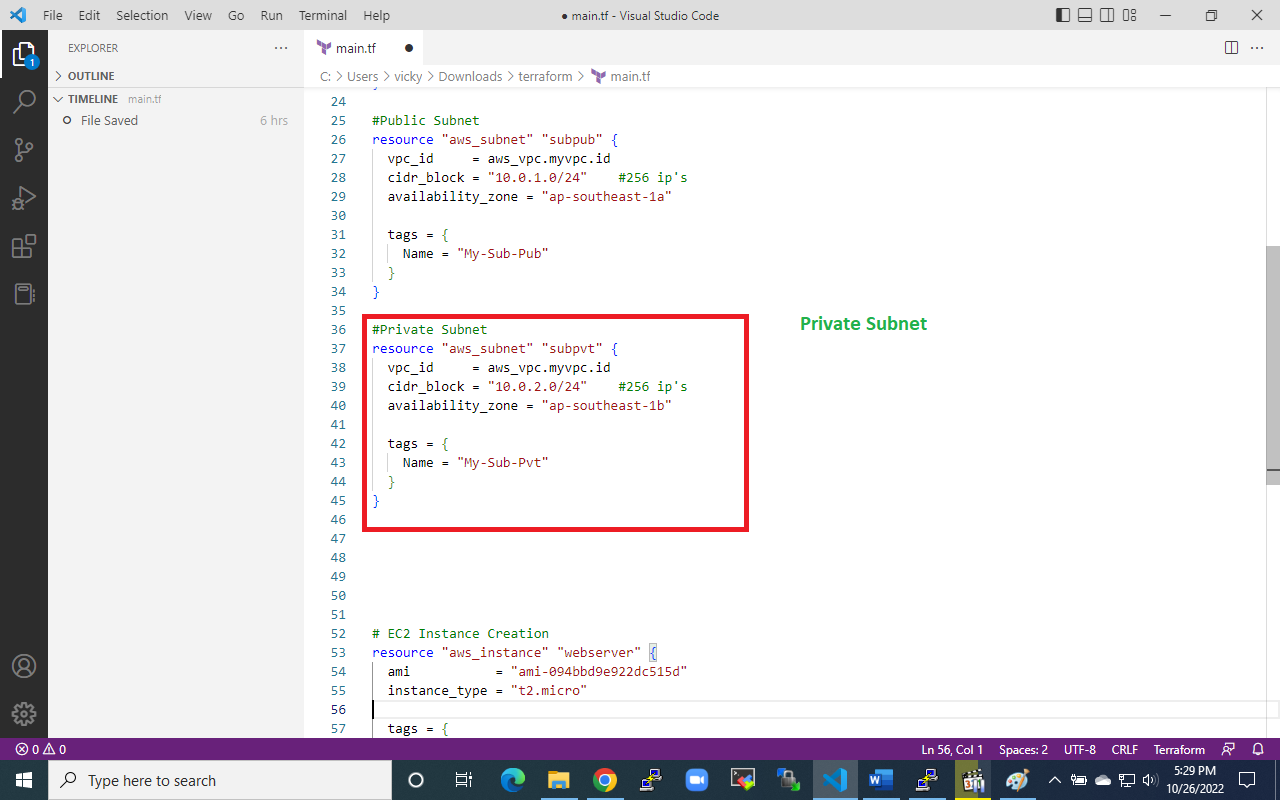 File Edit Selection View Go Run Terminal Help
● main.tf - Visual Studio Code
EXPLORER
main.tf
1
OUTLINE
C: > Users > vicky > Downloads > terraform > main.tf
TIMELINE main.tf
File Saved 6 hrs
}
24
25 #Public Subnet
26 resource "aws_subnet" "subpub" {
27 vpc_id = aws_vpc.myvpc.id
28 cidr_block = "10.0.1.0/24" #256 ip's
29 availability_zone = "ap-southeast-1a"
30
31 tags = {
32 Name = "My-Sub-Pub"
33 }
34 }
35
36 #Private Subnet
Private Subnet
37 resource "aws_subnet" "subpvt" {
38 vpc_id = aws_vpc.myvpc.id
39 cidr_block = "10.0.2.0/24" #256 ip's
40 availability_zone = "ap-southeast-1b"
41
42 tags = {
43 Name = "My-Sub-Pvt"
44 }
45 }
46
47
48
49
50
51
52 # EC2 Instance Creation
53 resource "aws_instance" "webserver" {
54 ami = "ami-094bbd9e922dc515d"
55 instance_type = "t2.micro"
56
57 tags = {
0 0 Ln 56, Col 1 Spaces: 2 UTF-8 CRLF Terraform
Type here to search
5:29 PM
10/26/2022